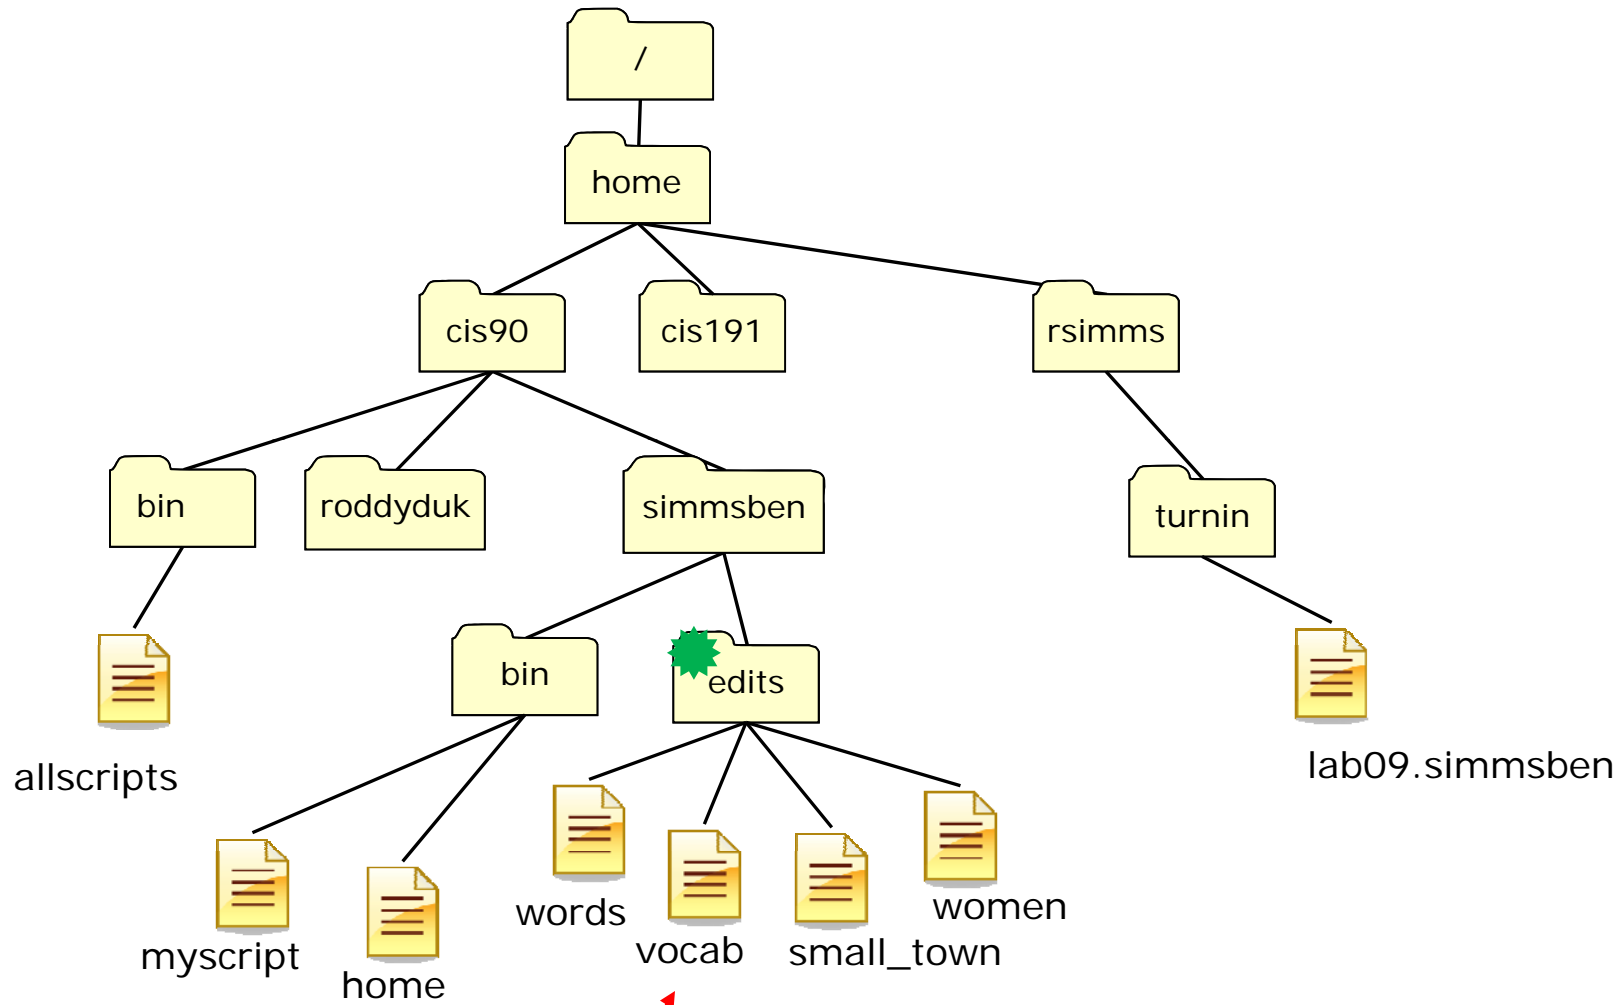 /
home
cis90
cis191
rsimms
bin
roddyduk
simmsben
turnin
bin
edits
allscripts
lab09.simmsben
words
women
myscript
vocab
small_town
home